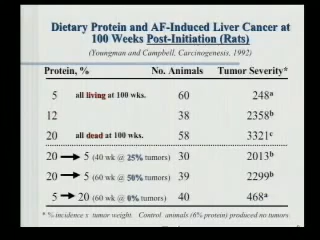 Dietary Protein and AF-Induced Liver Cancer at
100 Weeks Post-Initiation (Rats)
(Youngman and Campbell, Carcinogenesis, 1992)
Protein, % No. Animals Tumor Severity*
5 all living at 100 wks. 60 248ᵃ
12 38 2358ᵇ
20 all dead at 100 wks. 58 3321ᶜ
20 → 5 (40 wk @ 25% tumors) 30 2013ᵇ
20 → 5 (60 wk @ 50% tumors) 39 2299ᵇ
5 → 20 (60 wk @ 0% tumors) 40 468ᵃ
* % incidence x tumor weight. Control animals (6% protein) produced no tumors